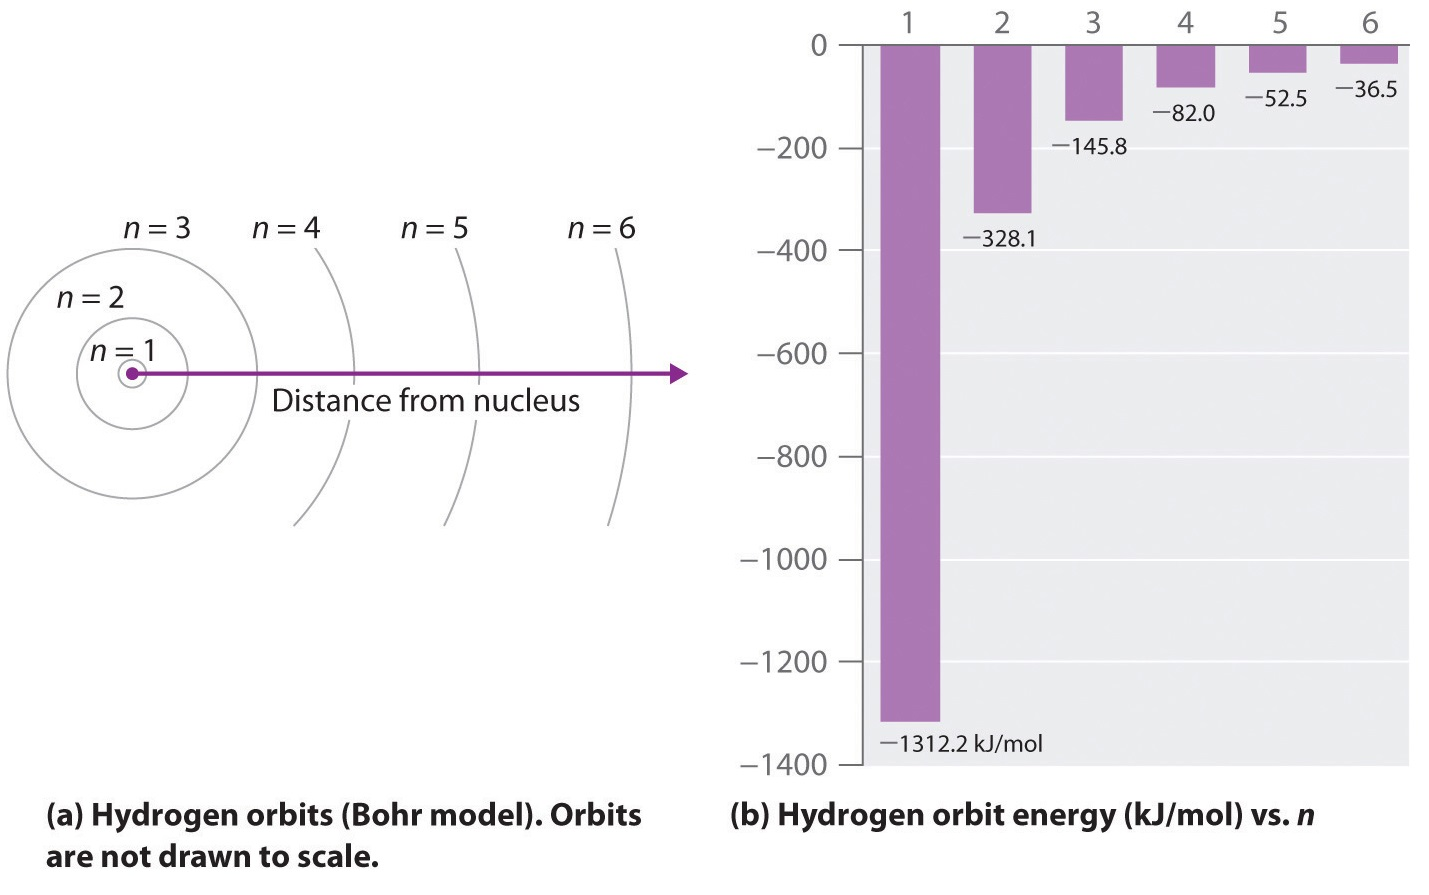 n = 3 n = 4 n = 5 n = 6
n = 2
n = 1
Distance from nucleus
(a) Hydrogen orbits (Bohr model). Orbits
are not drawn to scale.
1 2 3 4 5 6
0
−36.5
−52.5
−82.0
−145.8
−200
−328.1
−400
−600
−800
−1000
−1200
−1312.2 kJ/mol
−1400
(b) Hydrogen orbit energy (kJ/mol) vs. n